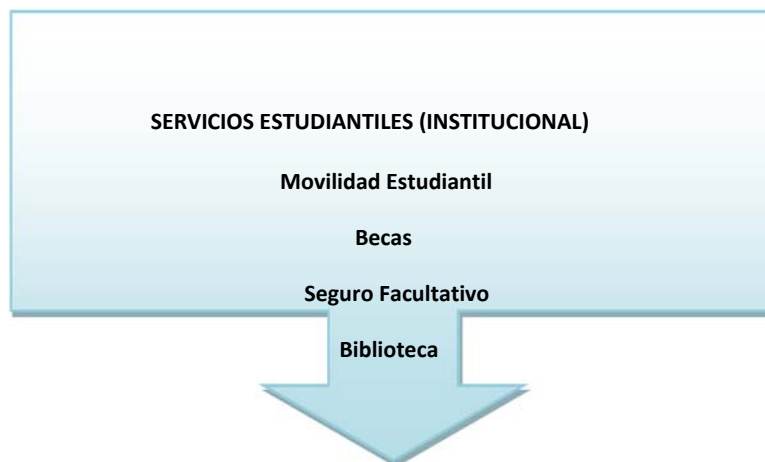 SERVICIOS ESTUDIANTILES (INSTITUCIONAL)
Movilidad Estudiantil
Becas
Seguro Facultativo
Biblioteca